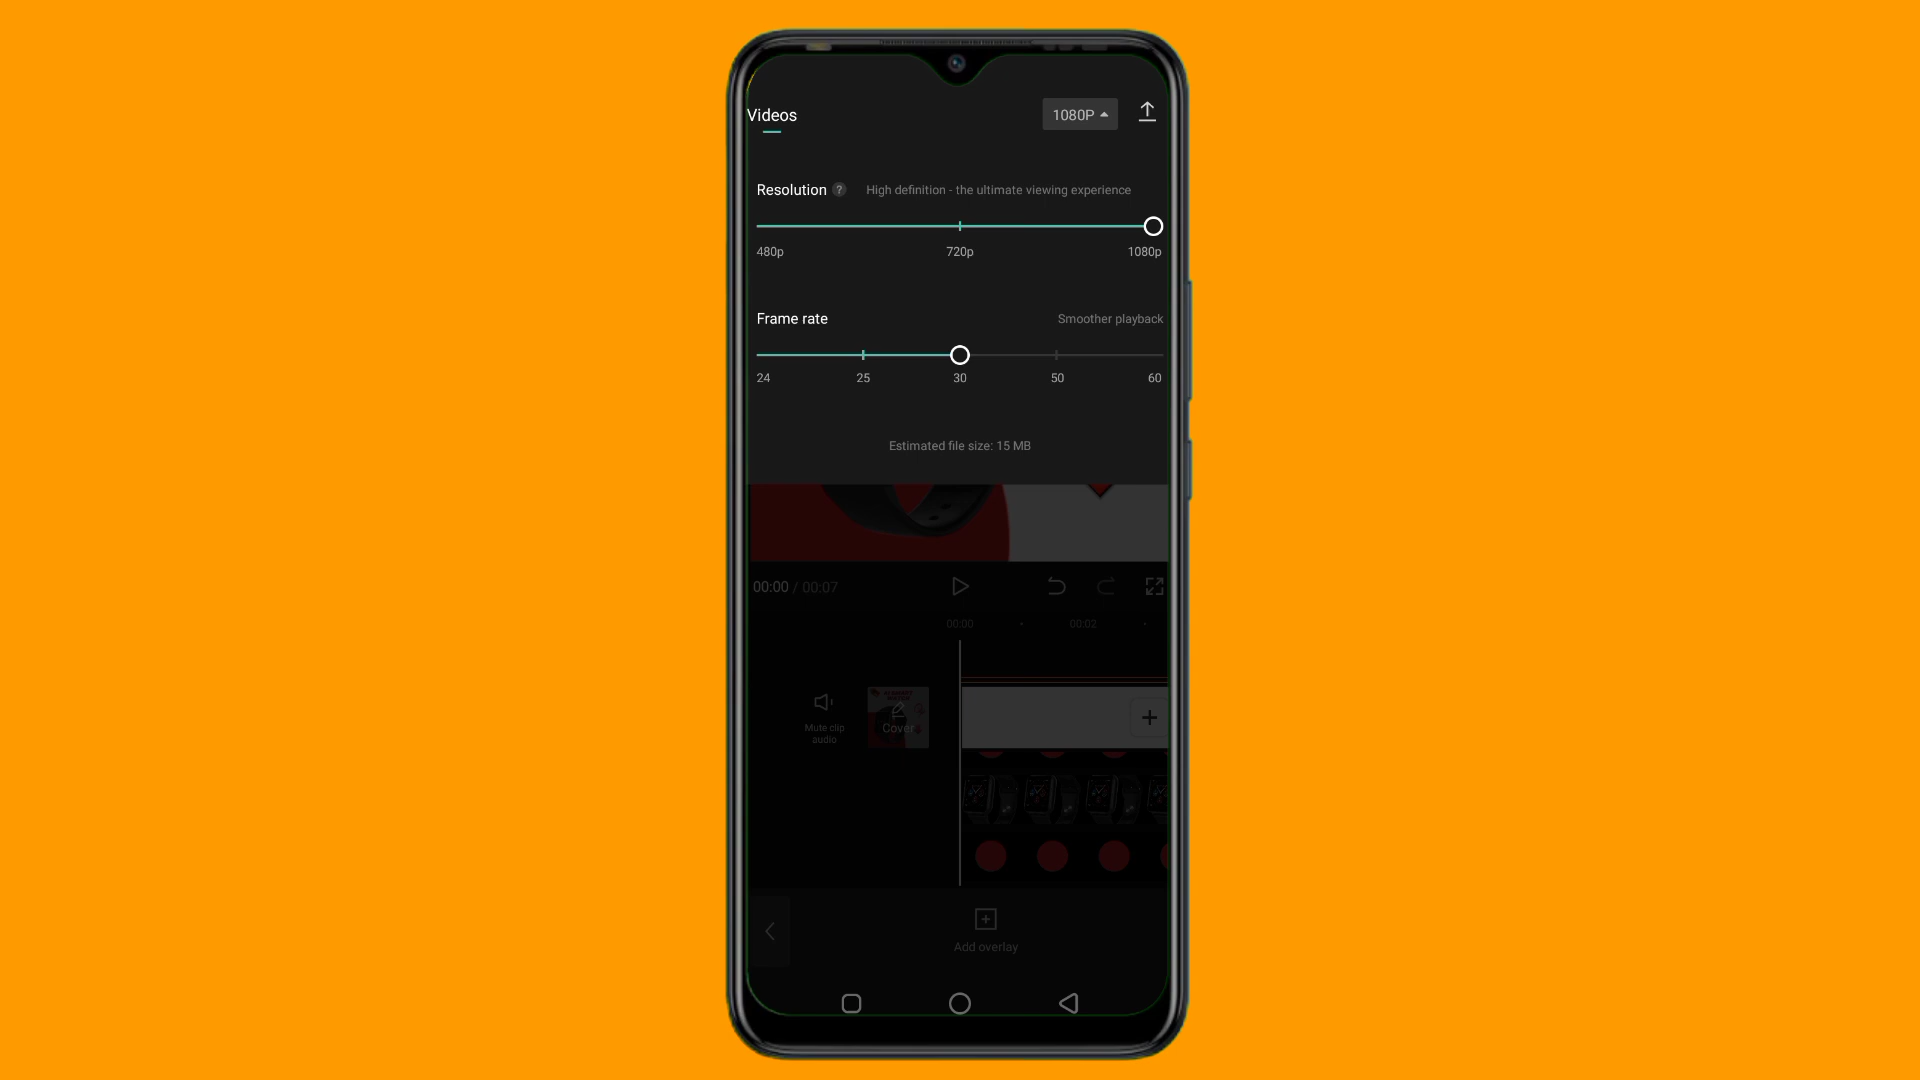 Videos
1080P
Resolution ? High definition - the ultimate viewing experience
480p 720p 1080p
Frame rate Smoother playback
24 25 30 50 60
Estimated file size: 15 MB
00:00 / 00:07
00:00 00:02
Mute clip
audio
Cover
Add overlay